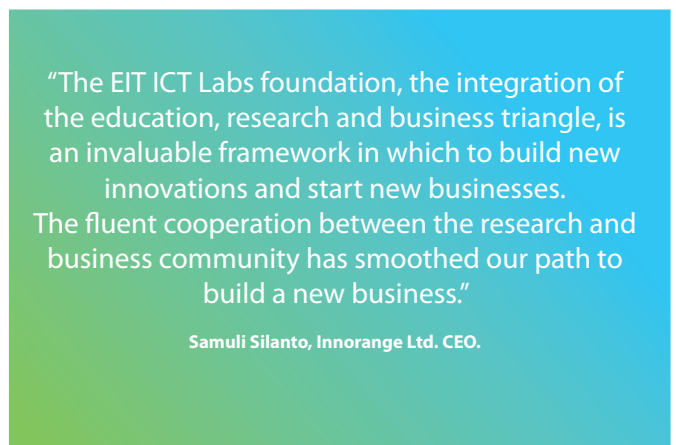 “The EIT ICT Labs foundation, the integration of
the education, research and business triangle, is
an invaluable framework in which to build new
innovations and start new businesses.
The fluent cooperation between the research and
business community has smoothed our path to
build a new business.”
Samuli Silanto, Innorange Ltd. CEO.